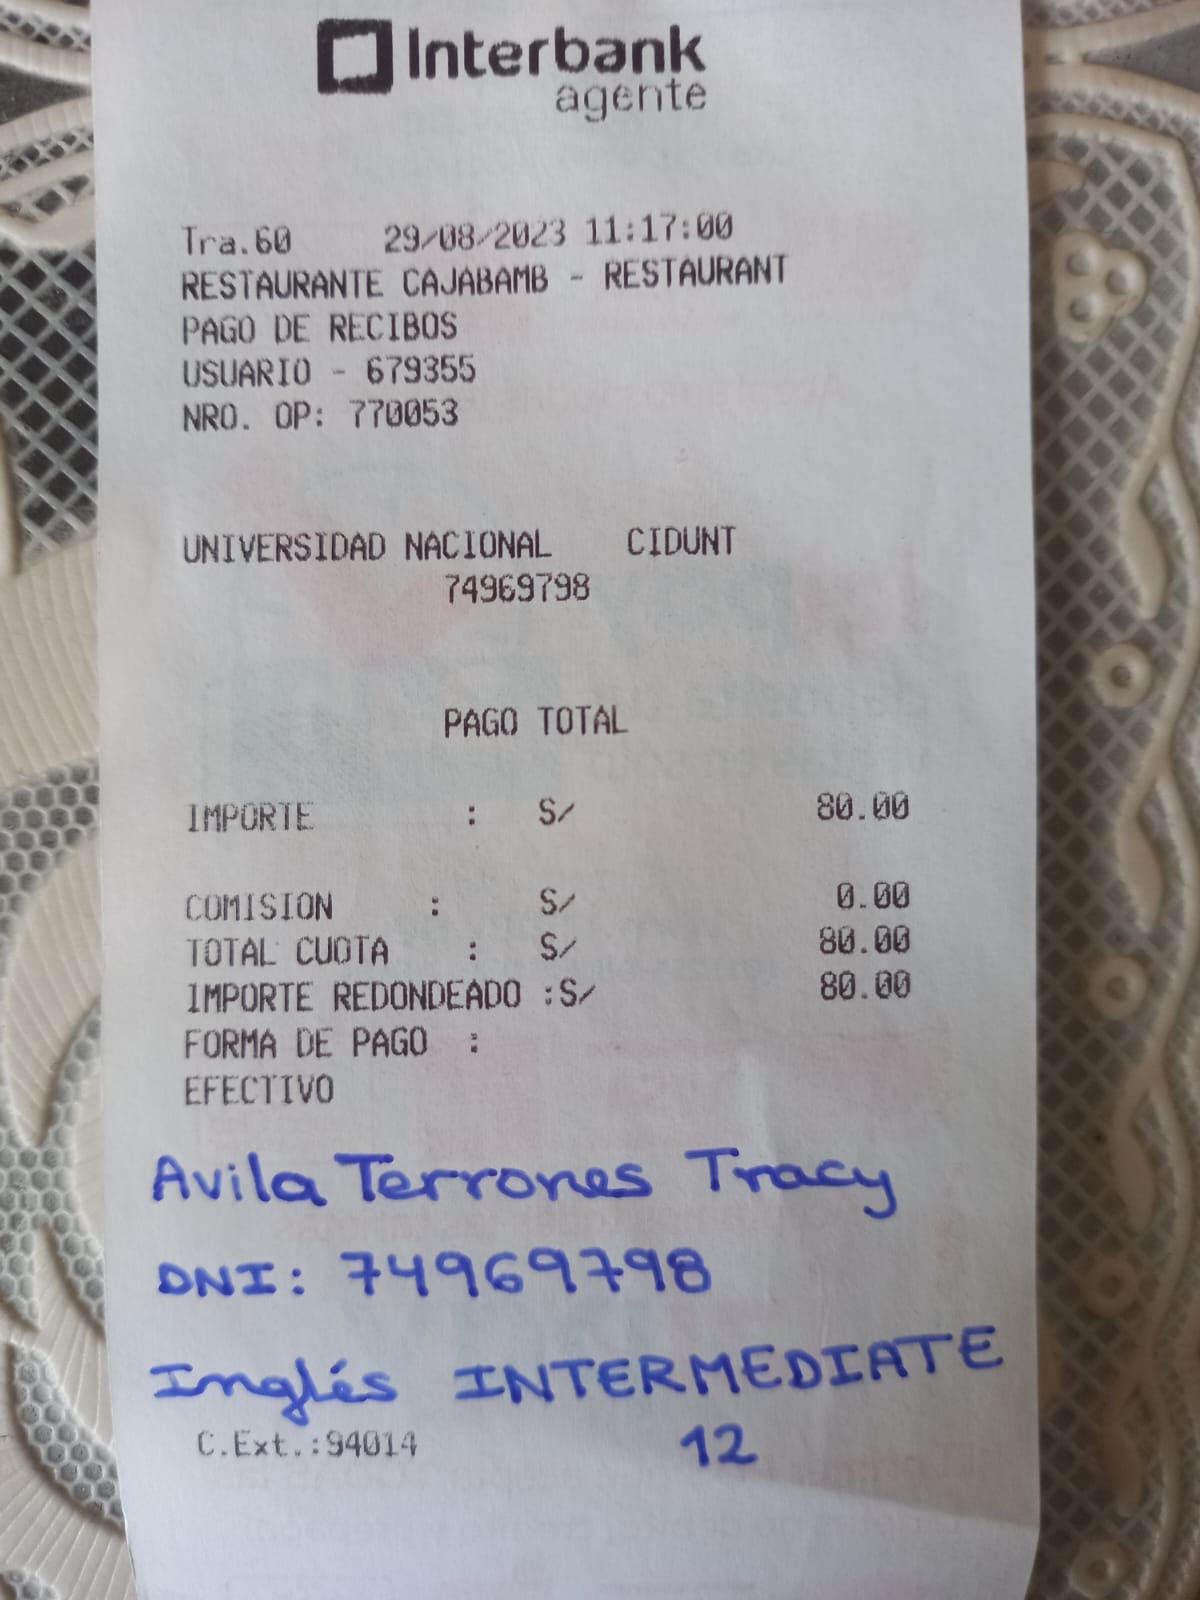 Interbank
agente
Tra.60 29/08/2023 11:17:00
RESTAURANTE CAJABAMB - RESTAURANT
PAGO DE RECIBOS
USUARIO - 679355
NRO. OP: 770053
UNIVERSIDAD NACIONAL CIDUNT
74969798
PAGO TOTAL
IMPORTE : S/ 80.00
COMISION : S/ 0.00
TOTAL CUOTA : S/ 80.00
IMPORTE REDONDEADO :S/ 80.00
FORMA DE PAGO :
EFECTIVO
Avila Terrones Tracy
DNI: 74969798
Inglés INTERMEDIATE
C.Ext.:94014 12